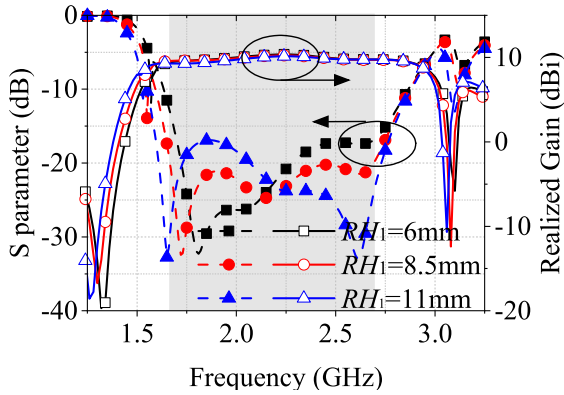 0
-10
-20
-30
-40
S parameter (dB)
10
0
-10
-20
Realized Gain (dBi)
RH1=6mm
RH1=8.5mm
RH1=11mm
1.5
2.0
2.5
3.0
Frequency (GHz)